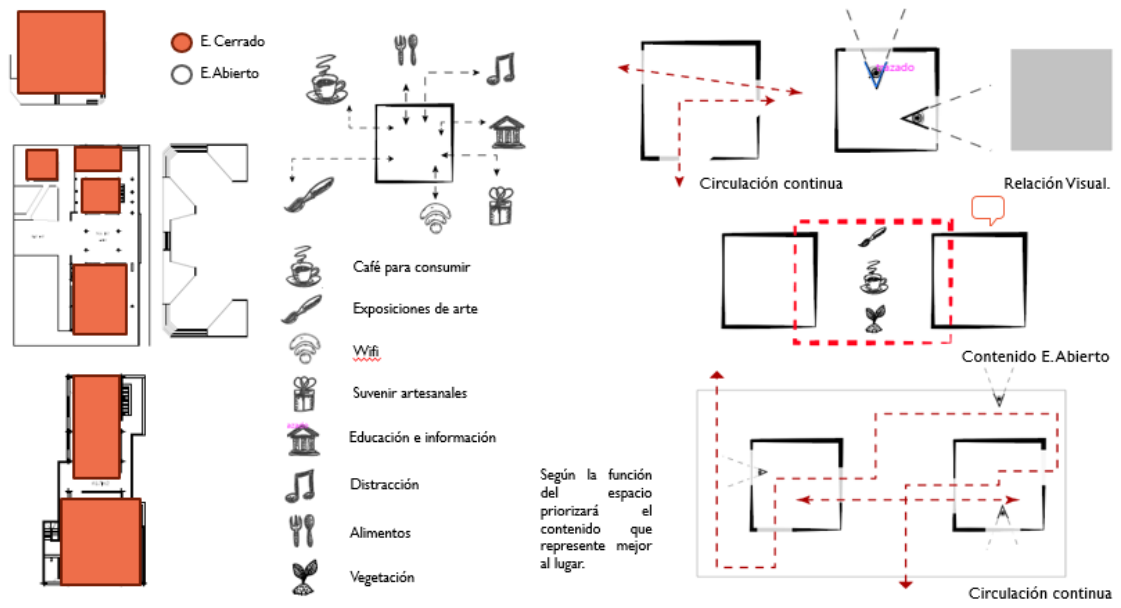 E. Cerrado
E.Abierto
Café para consumir
Exposiciones de arte
Wifi
Suvenir artesanales
Educación e información
Distracción
Alimentos
Vegetación
Circulación continua
Relación Visual.
Contenido E.Abierto
Según la función
del espacio
priorizará el
contenido que
represente mejor
al lugar.
Circulación continua